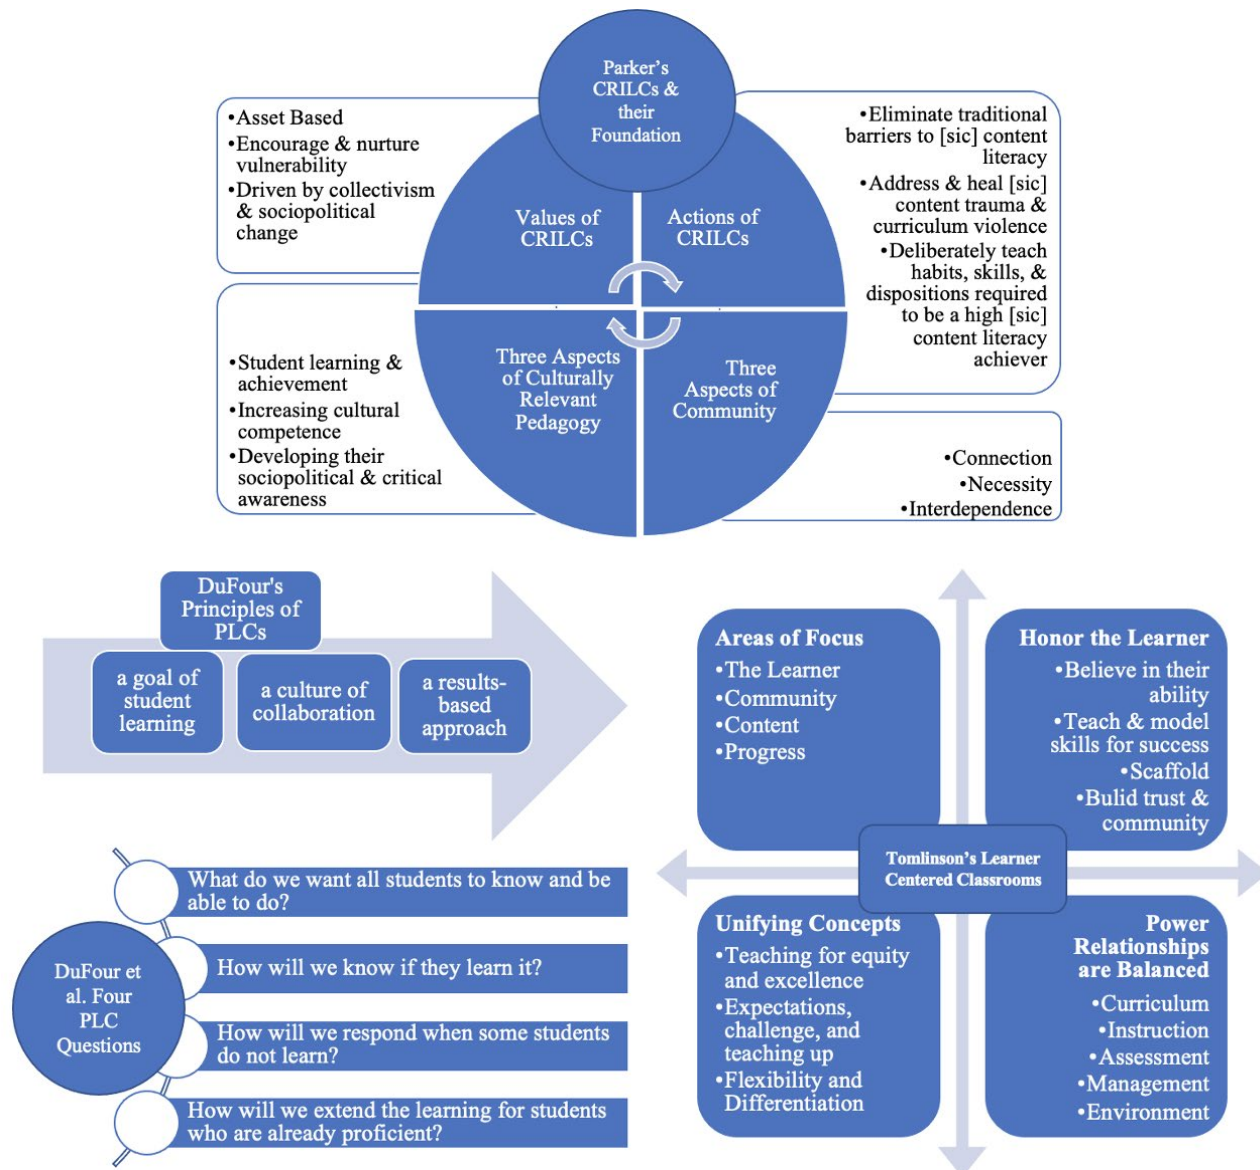 Parker's
CRILCs &
their
Foundation
•Asset Based
•Encourage & nurture
vulnerability
•Driven by collectivism
& sociopolitical
change
Values of
CRILCs
Actions of
CRILCs
•Eliminate traditional
barriers to [sic] content
literacy
•Address & heal [sic]
content trauma &
curriculum violence
•Deliberately teach
habits, skills, &
dispositions required
to be a high [sic]
content literacy
achiever
•Student learning &
achievement
•Increasing cultural
competence
•Developing their
sociopolitical & critical
awareness
Three Aspects
of Culturally
Relevant
Pedagogy
Three
Aspects of
Community
•Connection
•Necessity
•Interdependence
DuFour's
Principles of
PLCs
a goal of
student
learning
a culture of
collaboration
a results-
based
approach
DuFour et
al. Four
PLC
Questions
What do we want all students to know and be
able to do?
How will we know if they learn it?
How will we respond when some students
do not learn?
How will we extend the learning for students
who are already proficient?
Areas of Focus
•The Learner
•Community
•Content
•Progress
Honor the Learner
•Believe in their
ability
•Teach & model
skills for success
•Scaffold
•Bulid trust &
community
Tomlinson's Learner
Centered Classrooms
Unifying Concepts
•Teaching for equity
and excellence
•Expectations,
challenge, and
teaching up
•Flexibility and
Differentiation
Power
Relationships
are Balanced
•Curriculum
•Instruction
•Assessment
•Management
•Environment